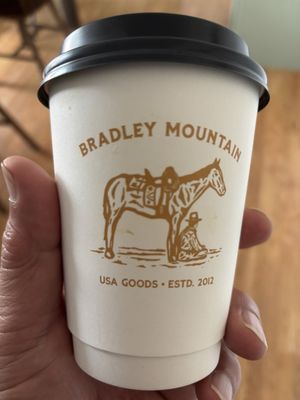 BRADLEY MOUNTAIN
USA GOODS • ESTD. 2012